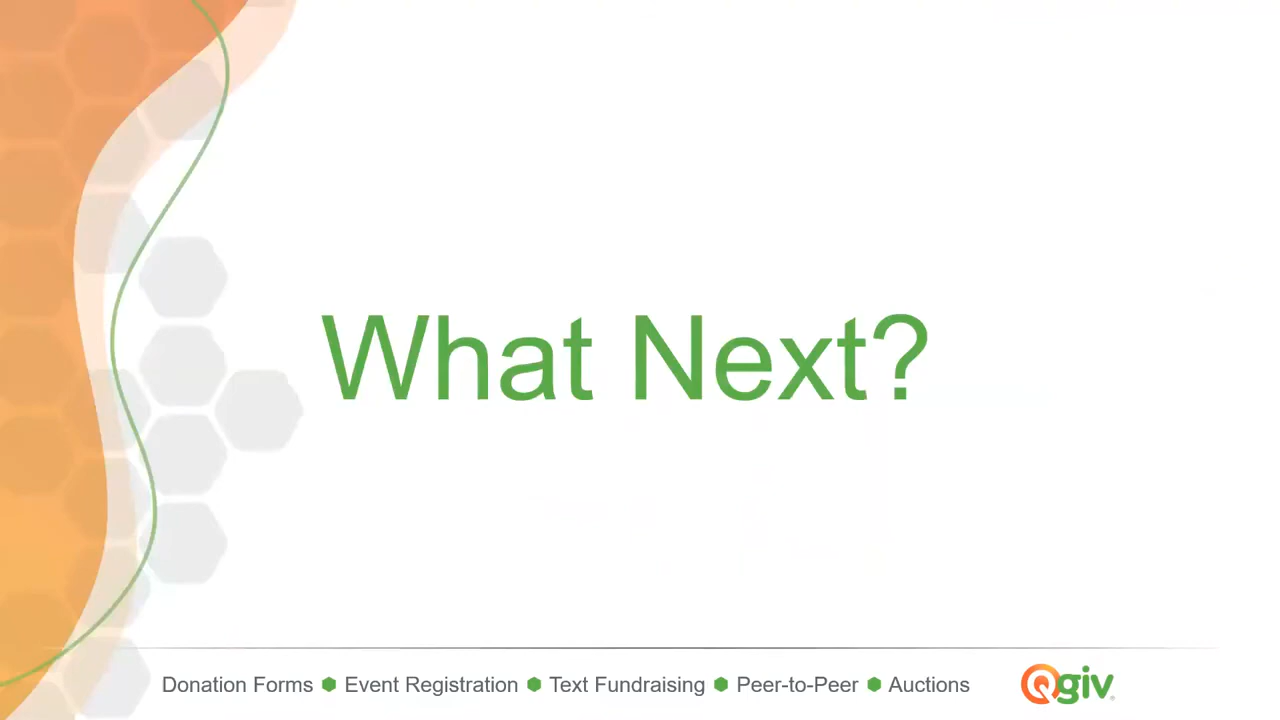 What Next?
Donation Forms ⬢ Event Registration ⬢ Text Fundraising ⬢ Peer-to-Peer ⬢ Auctions
Qgiv